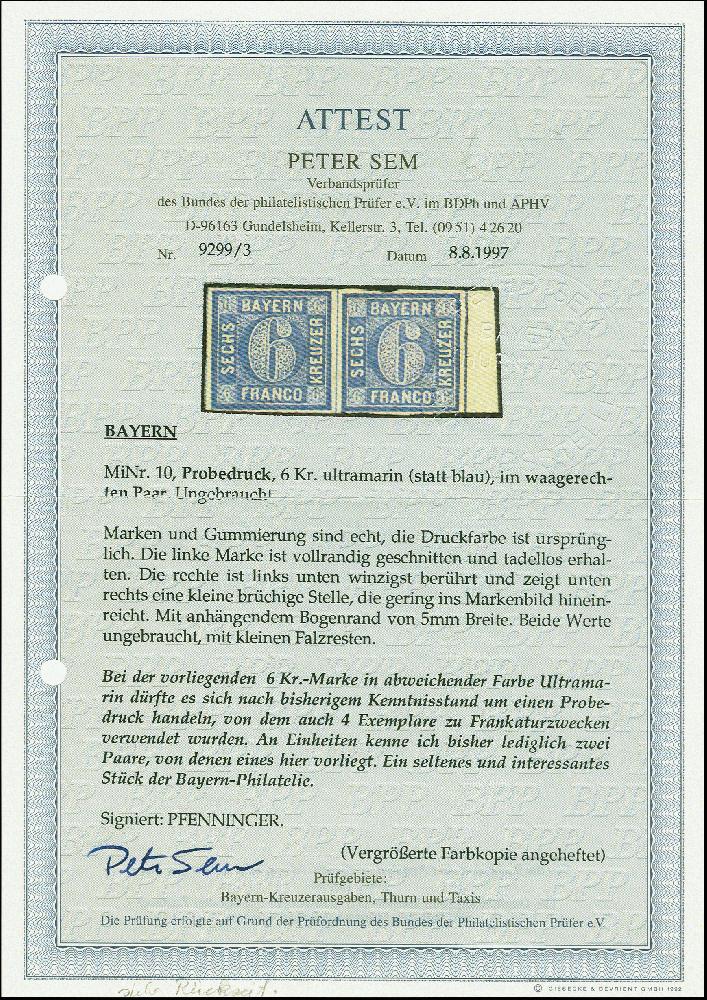 ATTEST
PETER SEM
Verbandsprüfer
des Bundes der philatelistischen Prüfer e.V. im BDPh und APHV
D-96163 Gundelsheim, Kellerstr. 3, Tel. (09 51) 4 26 20
Nr. 9299/3 Datum 8.8.1997
BAYERN BAYERN
SECHS 6 KREUZER SECHS 6 KREUZER
FRANCO FRANCO
BAYERN
MiNr. 10, Probedruck, 6 Kr. ultramarin (statt blau), im waagerech-
ten Paar. Ungebraucht
Marken und Gummierung sind echt, die Druckfarbe ist ursprüng-
lich. Die linke Marke ist vollrandig geschnitten und tadellos erhal-
ten. Die rechte ist links unten winzigst berührt und zeigt unten
rechts eine kleine brüchige Stelle, die gering ins Markenbild hinein-
reicht. Mit anhängendem Bogenrand von 5mm Breite. Beide Werte
ungebraucht, mit kleinen Falzresten.
Bei der vorliegenden 6 Kr.-Marke in abweichender Farbe Ultrama-
rin dürfte es sich nach bisherigem Kenntnisstand um einen Probe-
druck handeln, von dem auch 4 Exemplare zu Frankaturzwecken
verwendet wurden. An Einheiten kenne ich bisher lediglich zwei
Paare, von denen eines hier vorliegt. Ein seltenes und interessantes
Stück der Bayern-Philatelie.
Signiert: PFENNINGER.
Peter Sem
(Vergrößerte Farbkopie angeheftet)
Prüfgebiete:
Bayern-Kreuzerausgaben, Thurn und Taxis
Die Prüfung erfolgte auf Grund der Prüfordnung des Bundes der Philatelistischen Prüfer e.V.
siehe Rückseite.
© GIESECKE & DEVRIENT GMBH 1992